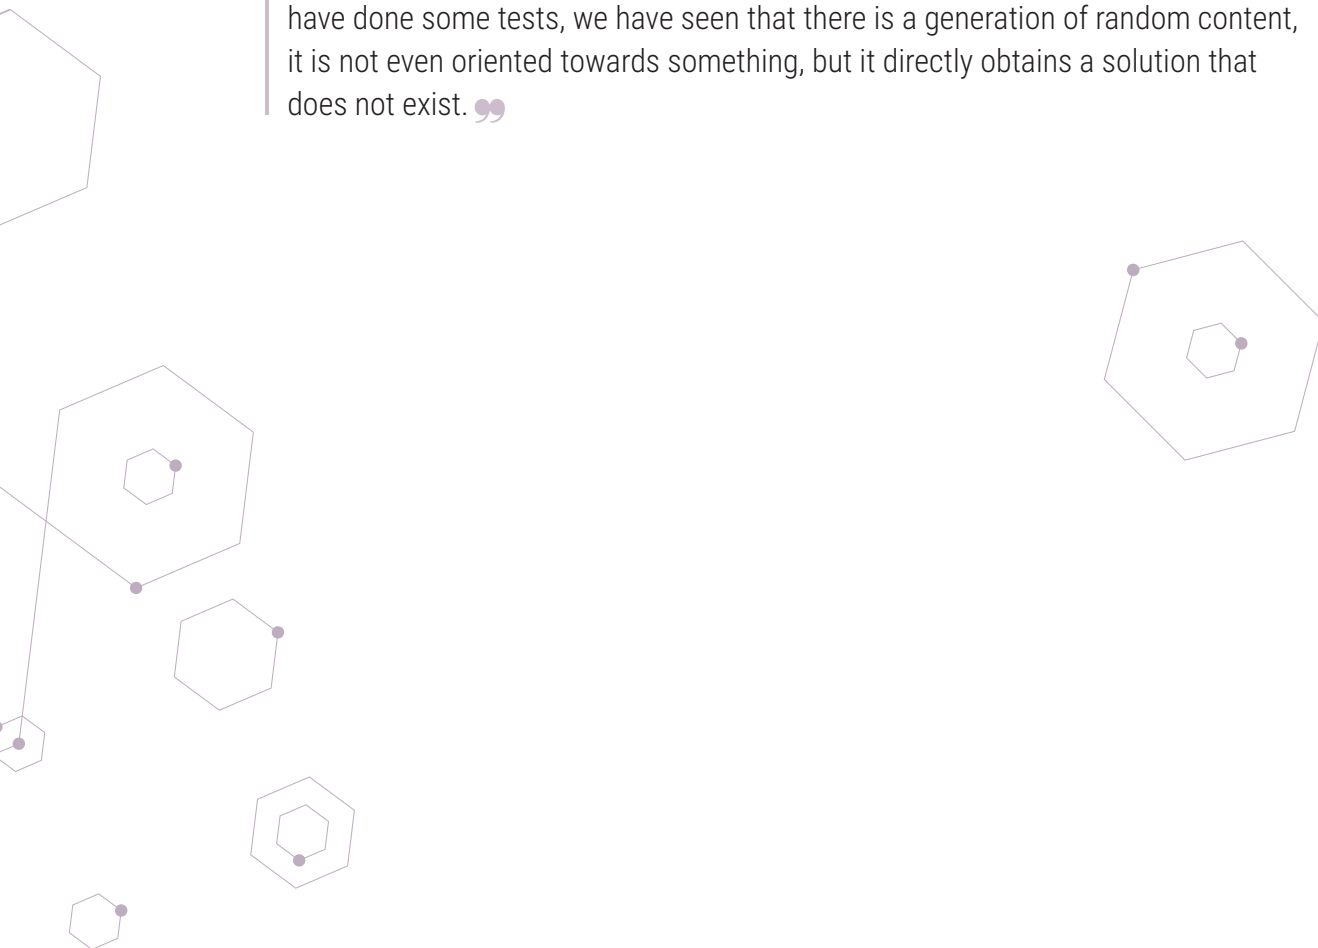 have done some tests, we have seen that there is a generation of random content,
it is not even oriented towards something, but it directly obtains a solution that
does not exist. ”